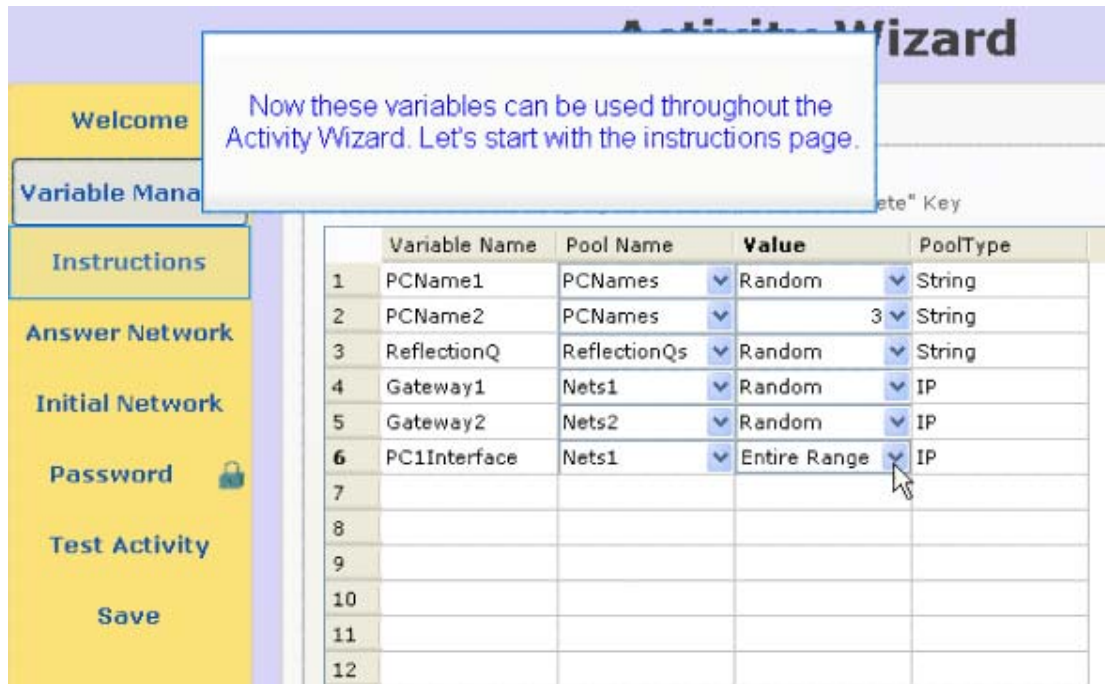 Activity Wizard
Now these variables can be used throughout the
Activity Wizard. Let's start with the instructions page.
Welcome
Variable Mana
Instructions
Answer Network
Initial Network
Password
Test Activity
Save
ete" Key
Variable Name Pool Name Value PoolType
1 PCName1 PCNames Random String
2 PCName2 PCNames 3 String
3 ReflectionQ ReflectionQs Random String
4 Gateway1 Nets1 Random IP
5 Gateway2 Nets2 Random IP
6 PC1Interface Nets1 Entire Range IP
7
8
9
10
11
12